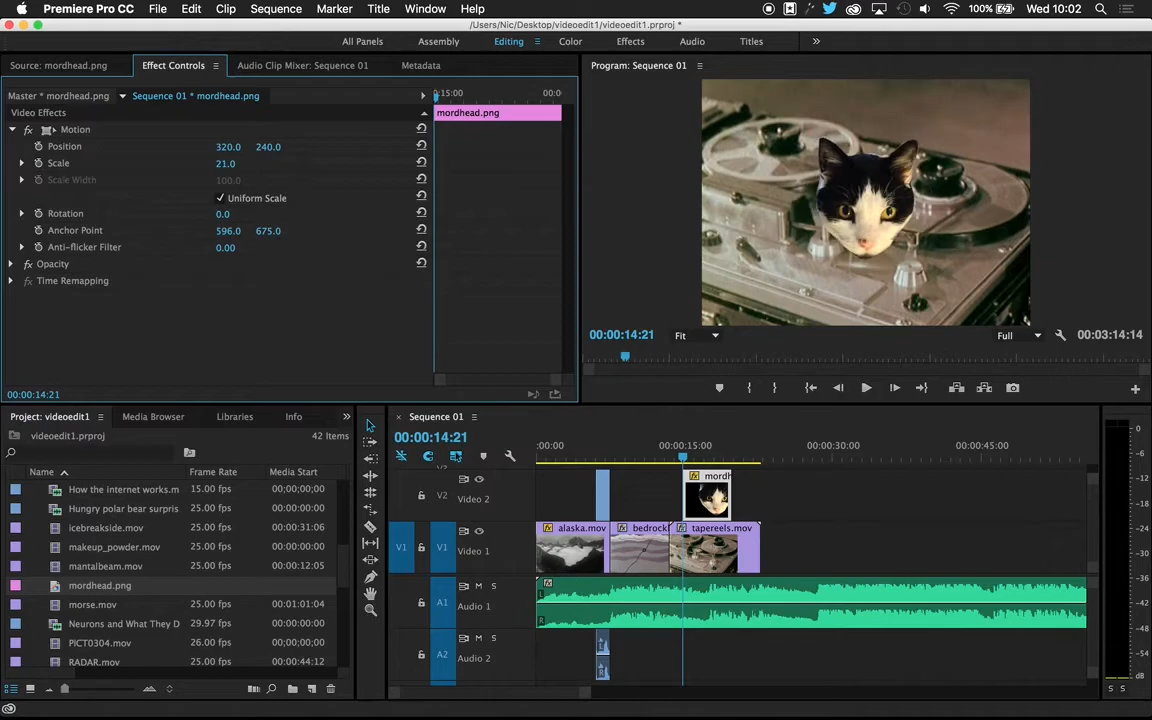 Premiere Pro CC File Edit Clip Sequence Marker Title Window Help 100% Wed 10:02
/Users/Nic/Desktop/videoedit1/videoedit1.prproj *
All Panels Assembly Editing Color Effects Audio Titles
Source: mordhead.png Effect Controls Audio Clip Mixer: Sequence 01 Metadata
Master * mordhead.png Sequence 01 * mordhead.png
:15:00 00:0
Video Effects
mordhead.png
fx Motion
Position 320.0 240.0
Scale 21.0
Scale Width 100.0
Uniform Scale
Rotation 0.0
Anchor Point 596.0 675.0
Anti-flicker Filter 0.00
fx Opacity
fx Time Remapping
00:00:14:21
Program: Sequence 01
00:00:14:21 Fit Full 00:03:14:14
Project: videoedit1 Media Browser Libraries Info
videoedit1.prproj 42 Items
Name Frame Rate Media Start
How the internet works.m 15.00 fps 00;00;00;00
Hungry polar bear surpris 25.00 fps 00:00:00:00
icebreakside.mov 25.00 fps 00:00:31:06
makeup_powder.mov 25.00 fps 00:00:00:00
mantalbeam.mov 25.00 fps 00:00:12:05
mordhead.png
morse.mov 25.00 fps 00:01:01:04
Neurons and What They D 29.97 fps 00;00;00;00
PICT0304.mov 26.00 fps 00;00;00;00
RADAR.mov 25.00 fps 00:00:44:12
Sequence 01
00:00:14:21
:00:00 00:00:15:00 00:00:30:00 00:00:45:00
V2 Video 2
fx mordh
V1 V1 Video 1
fx alaska.mov fx bedrock fx tapereels.mov
A1 M S Audio 1
fx L R
A2 M S Audio 2
L R
0
-6
-12
-18
-24
-30
-36
-42
-48
-54
dB
S S